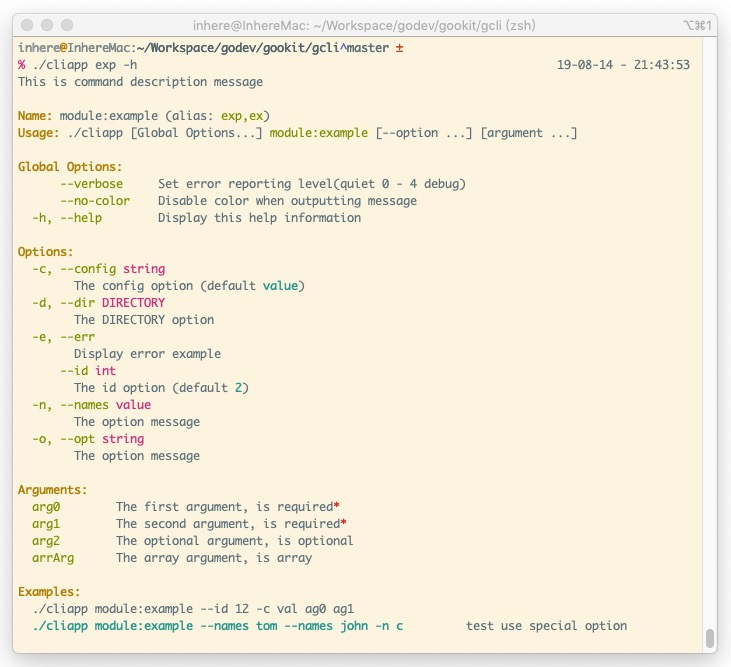 inhere@InhereMac: ~/Workspace/godev/gookit/gcli (zsh) ⌥⌘1
inhere@InhereMac:~/Workspace/godev/gookit/gcli^master ±
% ./cliapp exp -h 19-08-14 - 21:43:53
This is command description message
Name: module:example (alias: exp,ex)
Usage: ./cliapp [Global Options...] module:example [--option ...] [argument ...]
Global Options:
--verbose Set error reporting level(quiet 0 - 4 debug)
--no-color Disable color when outputting message
-h, --help Display this help information
Options:
-c, --config string
The config option (default value)
-d, --dir DIRECTORY
The DIRECTORY option
-e, --err
Display error example
--id int
The id option (default 2)
-n, --names value
The option message
-o, --opt string
The option message
Arguments:
arg0 The first argument, is required*
arg1 The second argument, is required*
arg2 The optional argument, is optional
arrArg The array argument, is array
Examples:
./cliapp module:example --id 12 -c val ag0 ag1
./cliapp module:example --names tom --names john -n c test use special option